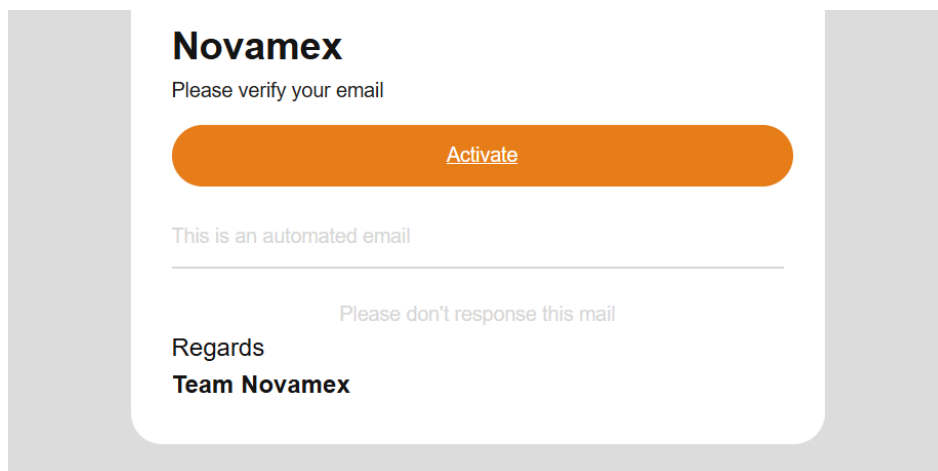 Novamex
Please verify your email
Activate
This is an automated email
Please don't response this mail
Regards
Team Novamex